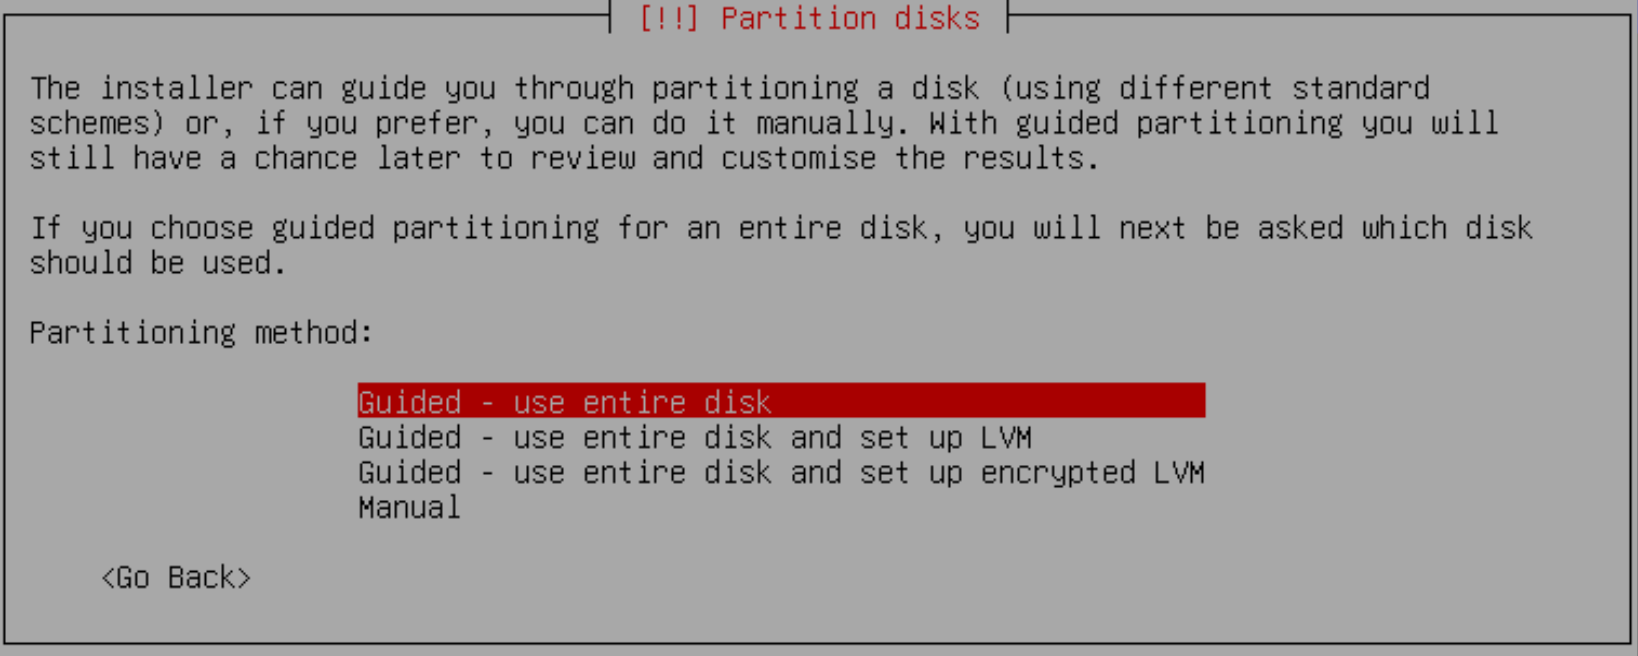 [!!] Partition disks
The installer can guide you through partitioning a disk (using different standard
schemes) or, if you prefer, you can do it manually. With guided partitioning you will
still have a chance later to review and customise the results.
If you choose guided partitioning for an entire disk, you will next be asked which disk
should be used.
Partitioning method:
Guided - use entire disk
Guided - use entire disk and set up LVM
Guided - use entire disk and set up encrypted LVM
Manual
<Go Back>